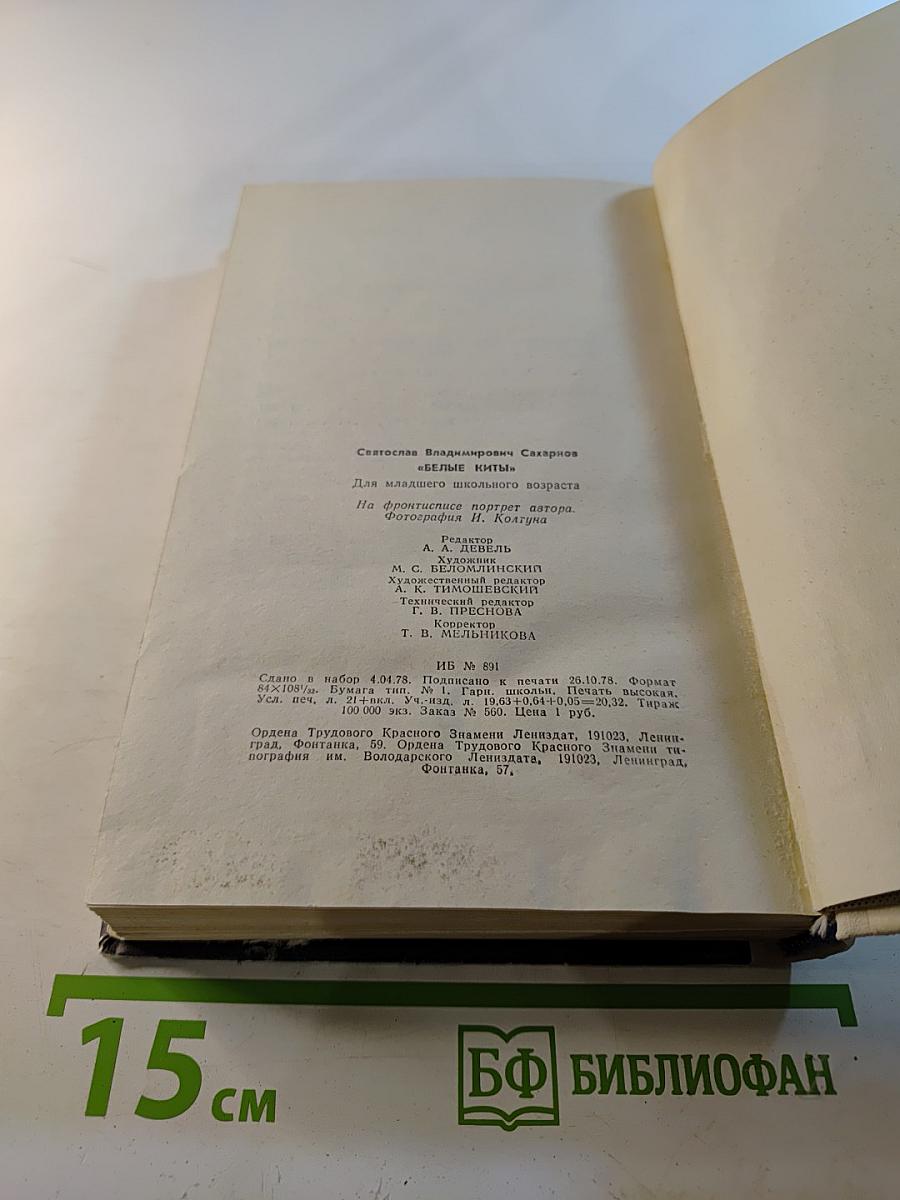 Святослав Владимирович Сахарнов
«БЕЛЫЕ КИТЫ»
Для младшего школьного возраста
На фронтисписе портрет автора.
Фотография И. Колтуна
Редактор
А. А. ДЕВЕЛЬ
Художник
М. С. БЕЛОМЛИНСКИЙ
Художественный редактор
А. К. ТИМОШЕВСКИЙ
Технический редактор
Г. В. ПРЕСНОВА
Корректор
Т. В. МЕЛЬНИКОВА
ИБ № 891
Сдано в набор 4.04.78. Подписано к печати 26.10.78. Формат
84×108¹/₃₂. Бумага тип. № 1. Гарн. школьн. Печать высокая.
Усл. печ. л. 21+вкл. Уч.-изд. л. 19,63+0,64+0,05=20,32. Тираж
100 000 экз. Заказ № 560. Цена 1 руб.
Ордена Трудового Красного Знамени Лениздат, 191023, Ленин-
град, Фонтанка, 59. Ордена Трудового Красного Знамени ти-
пография им. Володарского Лениздата, 191023, Ленинград,
Фонтанка, 57.
15 см
БФ БИБЛИОФАН